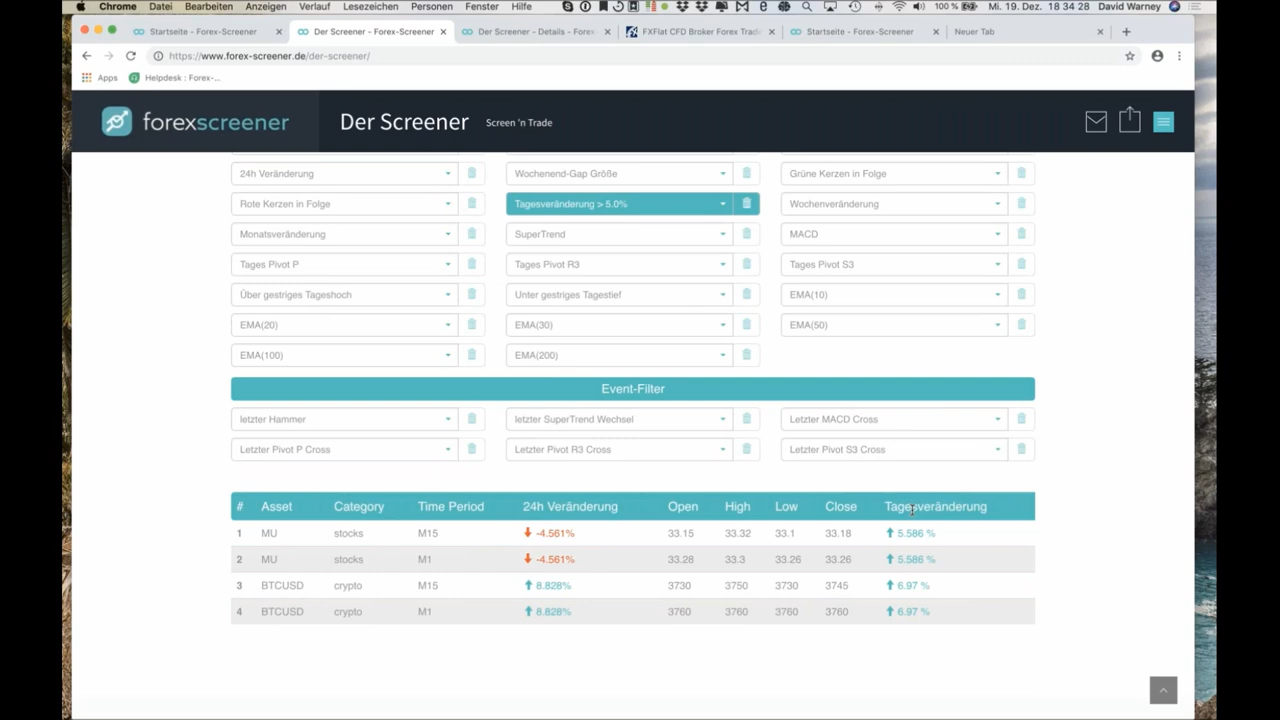 Chrome Datei Bearbeiten Anzeigen Verlauf Lesezeichen Personen Fenster Hilfe 100 % Mi. 19. Dez. 18 34 28 David Warney
Startseite - Forex-Screener Der Screener - Forex-Screener Der Screener - Details - Forex- FXFlat CFD Broker Forex Trad Startseite - Forex-Screener Neuer Tab
https://www.forex-screener.de/der-screener/
Apps Helpdesk : Forex-...
forexscreener Der Screener Screen 'n Trade
24h Veränderung Wochenend-Gap Größe Grüne Kerzen in Folge
Rote Kerzen in Folge Tagesveränderung > 5.0% Wochenveränderung
Monatsveränderung SuperTrend MACD
Tages Pivot P Tages Pivot R3 Tages Pivot S3
Über gestriges Tageshoch Unter gestriges Tagestief EMA(10)
EMA(20) EMA(30) EMA(50)
EMA(100) EMA(200)
Event-Filter
letzter Hammer letzter SuperTrend Wechsel Letzter MACD Cross
Letzter Pivot P Cross Letzter Pivot R3 Cross Letzter Pivot S3 Cross
# Asset Category Time Period 24h Veränderung Open High Low Close Tagesveränderung
1 MU stocks M15 -4.561% 33.15 33.32 33.1 33.18 5.586 %
2 MU stocks M1 -4.561% 33.28 33.3 33.26 33.26 5.586 %
3 BTCUSD crypto M15 8.828% 3730 3750 3730 3745 6.97 %
4 BTCUSD crypto M1 8.828% 3760 3760 3760 3760 6.97 %